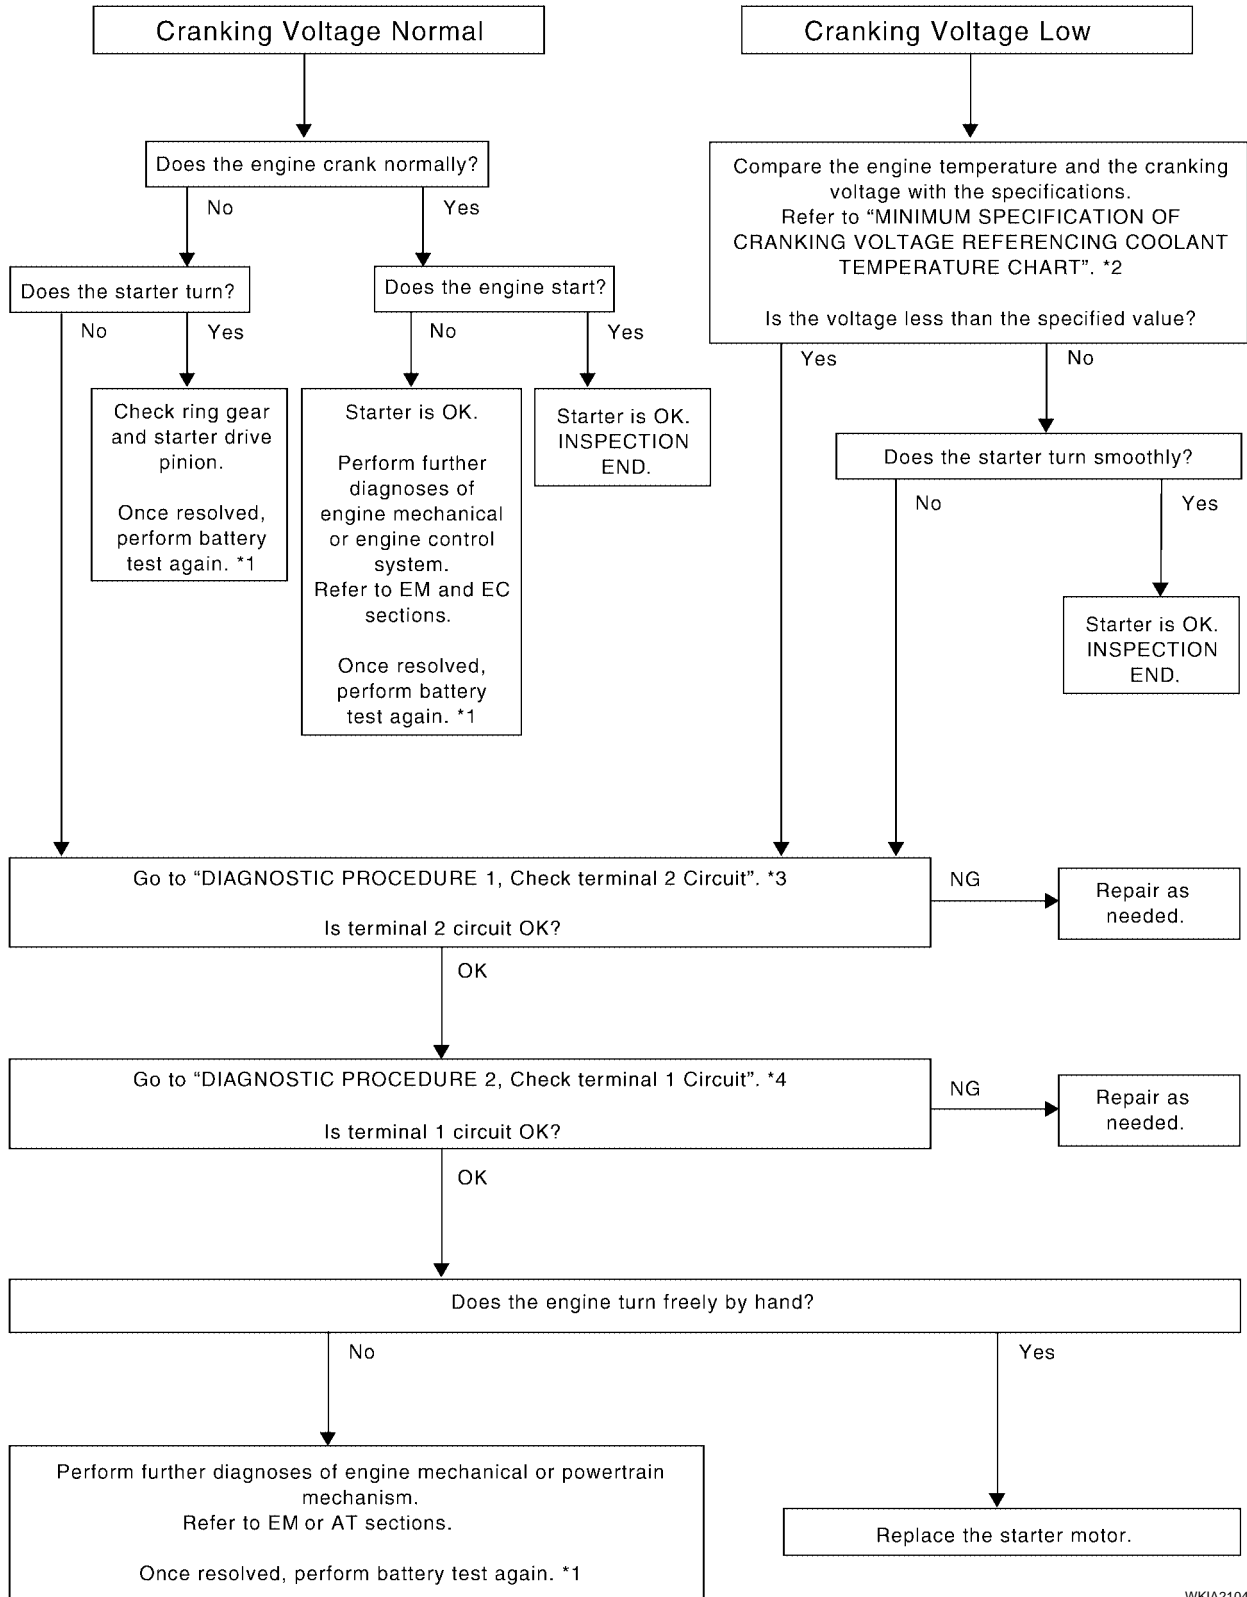 Cranking Voltage Normal
Cranking Voltage Low
Does the engine crank normally?
No
Yes
Does the starter turn?
Does the engine start?
No
Yes
No
Yes
Check ring gear
and starter drive
pinion.
Once resolved,
perform battery
test again. *1
Starter is OK.
Perform further
diagnoses of
engine mechanical
or engine control
system.
Refer to EM and EC
sections.
Once resolved,
perform battery
test again. *1
Starter is OK.
INSPECTION
END.
Compare the engine temperature and the cranking
voltage with the specifications.
Refer to “MINIMUM SPECIFICATION OF
CRANKING VOLTAGE REFERENCING COOLANT
TEMPERATURE CHART”. *2
Is the voltage less than the specified value?
Yes
No
Does the starter turn smoothly?
No
Yes
Starter is OK.
INSPECTION
END.
Go to “DIAGNOSTIC PROCEDURE 1, Check terminal 2 Circuit”. *3
Is terminal 2 circuit OK?
NG
Repair as
needed.
OK
Go to “DIAGNOSTIC PROCEDURE 2, Check terminal 1 Circuit”. *4
Is terminal 1 circuit OK?
NG
Repair as
needed.
OK
Does the engine turn freely by hand?
No
Yes
Perform further diagnoses of engine mechanical or powertrain
mechanism.
Refer to EM or AT sections.
Once resolved, perform battery test again. *1
Replace the starter motor.